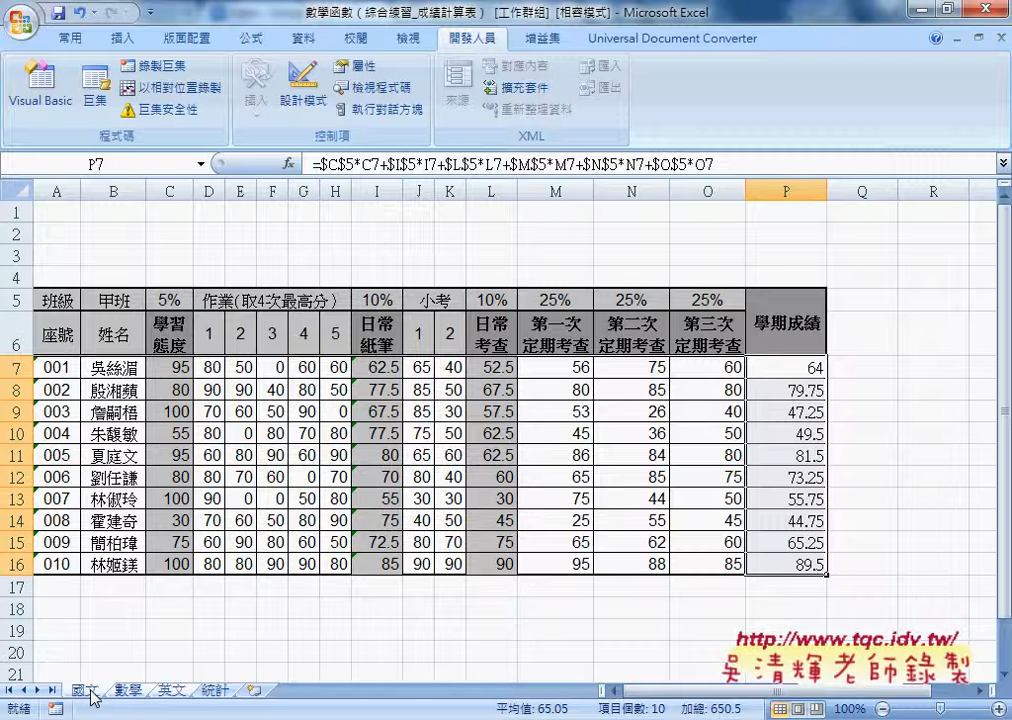 數學函數（綜合練習_成績計算表） [工作群組] [相容模式] - Microsoft Excel
常用 插入 版面配置 公式 資料 校閱 檢視 開發人員 增益集 Universal Document Converter
Visual Basic 巨集 錄製巨集 以相對位置錄製 巨集安全性 插入 設計模式 屬性 檢視程式碼 執行對話方塊 來源 對應內容 擴充套件 重新整理資料 匯入 匯出
程式碼 控制項 XML
P7 fx =$C$5*C7+$I$5*I7+$L$5*L7+$M$5*M7+$N$5*N7+$O$5*O7
A B C D E F G H I J K L M N O P Q R
1
2
3
4
5 班級 甲班 5% 作業(取4次最高分) 10% 小考 10% 25% 25% 25% 學期成績
6 座號 姓名 學習態度 1 2 3 4 5 日常紙筆 1 2 日常考查 第一次定期考查 第二次定期考查 第三次定期考查
7 001 吳絲湄 95 80 50 0 60 60 62.5 65 40 52.5 56 75 60 64
8 002 殷湘蘋 80 90 90 40 80 50 77.5 85 50 67.5 80 85 80 79.75
9 003 詹嗣梧 100 70 60 50 90 0 67.5 85 30 57.5 53 26 40 47.25
10 004 朱馥敏 55 80 0 80 70 80 77.5 75 50 62.5 45 36 50 49.5
11 005 夏庭文 95 60 80 90 60 90 80 65 60 62.5 86 84 80 81.5
12 006 劉任謙 80 80 70 60 0 70 70 80 40 60 65 85 75 73.25
13 007 林俶玲 100 90 0 0 50 80 55 30 30 30 75 44 50 55.75
14 008 霍建奇 30 70 60 50 80 90 75 40 50 45 25 55 45 44.75
15 009 簡柏瑋 75 60 90 80 60 50 72.5 80 70 75 65 62 60 65.25
16 010 林姬鎂 100 80 80 90 90 80 85 90 90 90 95 88 85 89.5
17
18
19
20
21
http://www.tqc.idv.tw/
吳清輝老師錄製
國文 數學 英文 統計
就緒 平均值: 65.05 項目個數: 10 加總: 650.5 100%